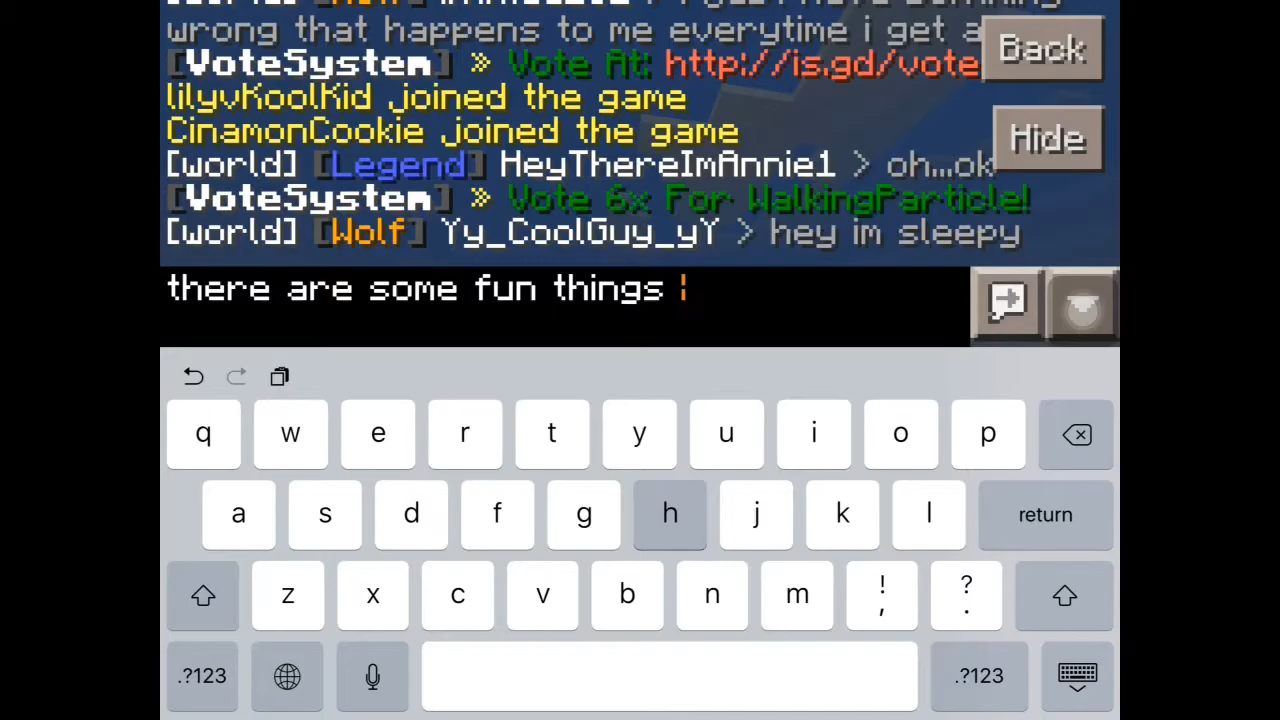 wrong that happens to me everytime i get a
[VoteSystem] » Vote At: http://is.gd/vote
Back
lilyvKoolKid joined the game
CinamonCookie joined the game
Hide
[world] [Legend] HeyThereImAnnie1 > oh...ok
[VoteSystem] » Vote 6x For WalkingParticle!
[world] [Wolf] Yy_CoolGuy_yY > hey im sleepy
there are some fun things
q w e r t y u i o p
a s d f g h j k l return
z x c v b n m ! , ? .
.?123 .?123